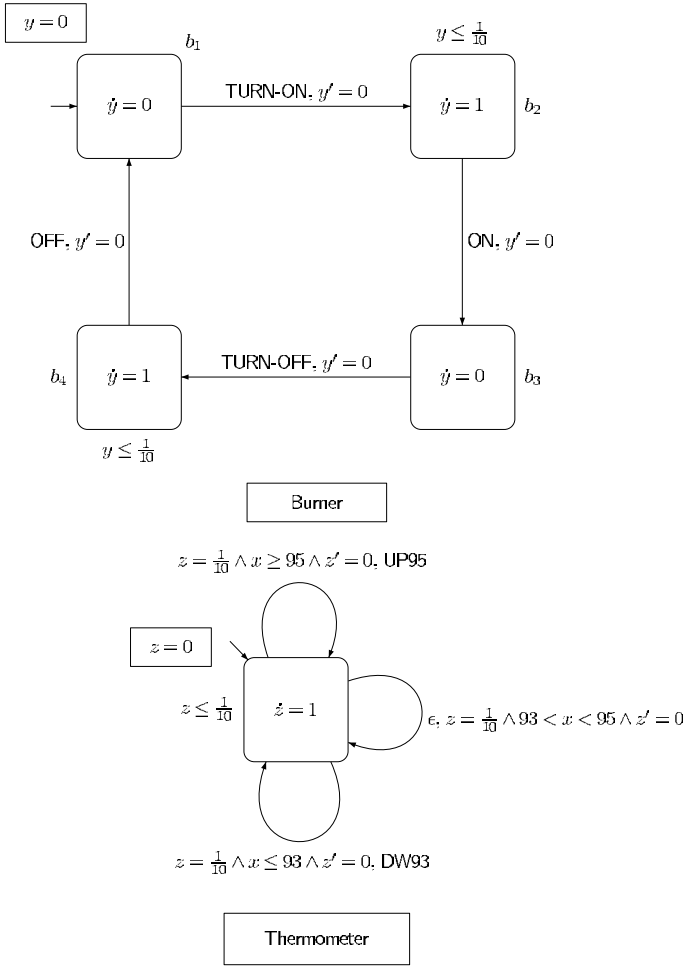 y = 0
b₁
y ≤ 1/10
ẏ = 0
TURN-ON, y′ = 0
ẏ = 1
b₂
OFF, y′ = 0
ON, y′ = 0
b₄
ẏ = 1
TURN-OFF, y′ = 0
ẏ = 0
b₃
y ≤ 1/10
Burner
z = 1/10 ∧ x ≥ 95 ∧ z′ = 0, UP95
z = 0
z ≤ 1/10
ż = 1
ϵ, z = 1/10 ∧ 93 < x < 95 ∧ z′ = 0
z = 1/10 ∧ x ≤ 93 ∧ z′ = 0, DW93
Thermometer